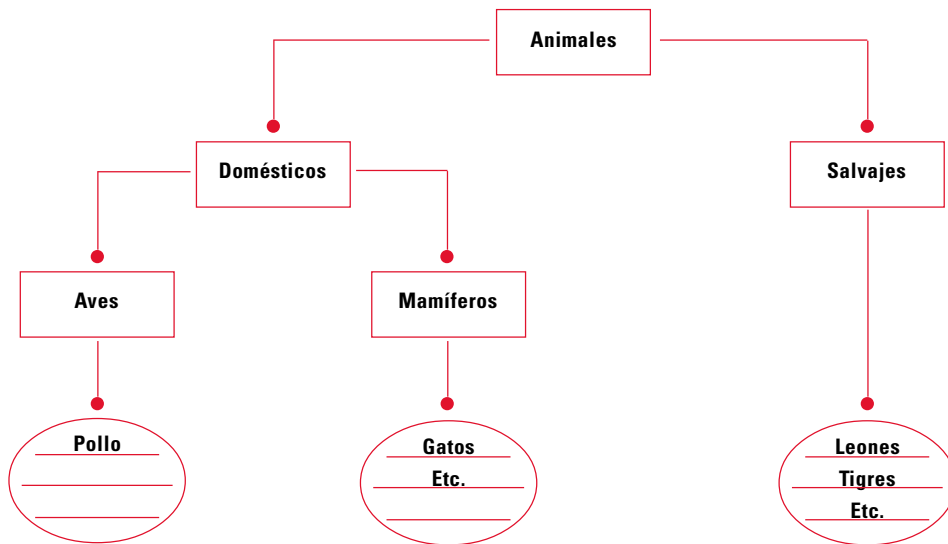 Animales
Domésticos
Salvajes
Aves
Mamíferos
Pollo
Gatos
Etc.
Leones
Tigres
Etc.